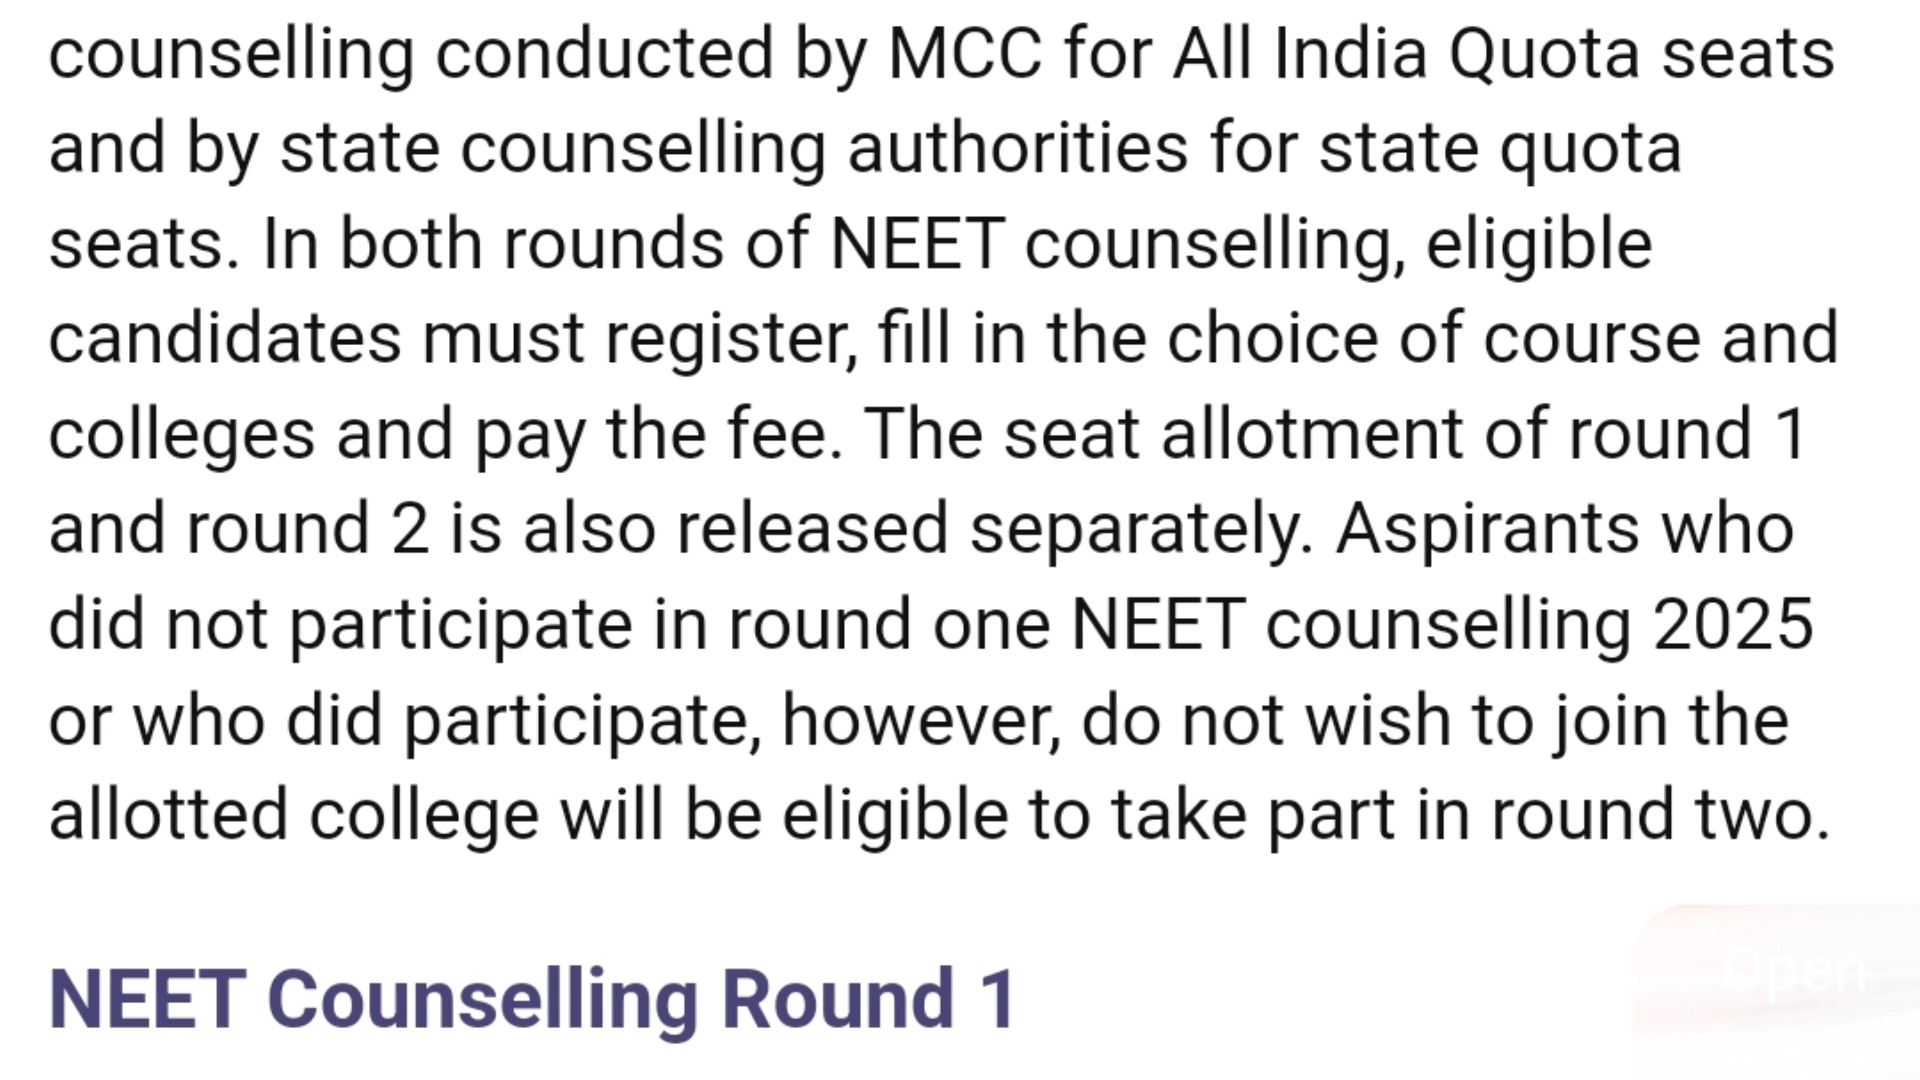 counselling conducted by MCC for All India Quota seats
and by state counselling authorities for state quota
seats. In both rounds of NEET counselling, eligible
candidates must register, fill in the choice of course and
colleges and pay the fee. The seat allotment of round 1
and round 2 is also released separately. Aspirants who
did not participate in round one NEET counselling 2025
or who did participate, however, do not wish to join the
allotted college will be eligible to take part in round two.
Open
NEET Counselling Round 1